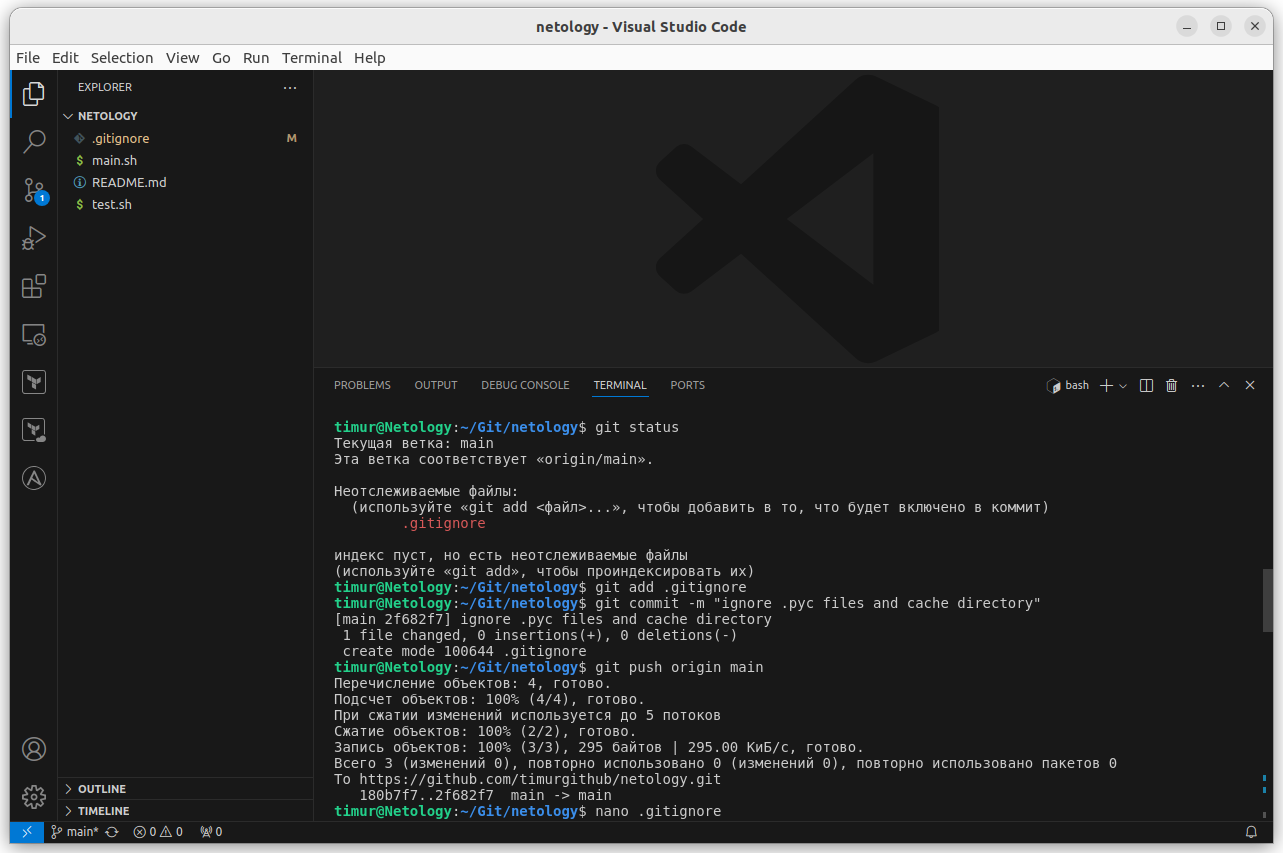 netology - Visual Studio Code
File Edit Selection View Go Run Terminal Help
EXPLORER
NETOLOGY
.gitignore M
$ main.sh
README.md
$ test.sh
1
PROBLEMS OUTPUT DEBUG CONSOLE TERMINAL PORTS
bash
timur@Netology:~/Git/netology$ git status
Текущая ветка: main
Эта ветка соответствует «origin/main».
Неотслеживаемые файлы:
(используйте «git add <файл>...», чтобы добавить в то, что будет включено в коммит)
.gitignore
индекс пуст, но есть неотслеживаемые файлы
(используйте «git add», чтобы проиндексировать их)
timur@Netology:~/Git/netology$ git add .gitignore
timur@Netology:~/Git/netology$ git commit -m "ignore .pyc files and cache directory"
[main 2f682f7] ignore .pyc files and cache directory
1 file changed, 0 insertions(+), 0 deletions(-)
create mode 100644 .gitignore
timur@Netology:~/Git/netology$ git push origin main
Перечисление объектов: 4, готово.
Подсчет объектов: 100% (4/4), готово.
При сжатии изменений используется до 5 потоков
Сжатие объектов: 100% (2/2), готово.
Запись объектов: 100% (3/3), 295 байтов | 295.00 КиБ/с, готово.
Всего 3 (изменений 0), повторно использовано 0 (изменений 0), повторно использовано пакетов 0
To https://github.com/timurgithub/netology.git
180b7f7..2f682f7 main -> main
timur@Netology:~/Git/netology$ nano .gitignore
OUTLINE
TIMELINE
main* 0 0 0